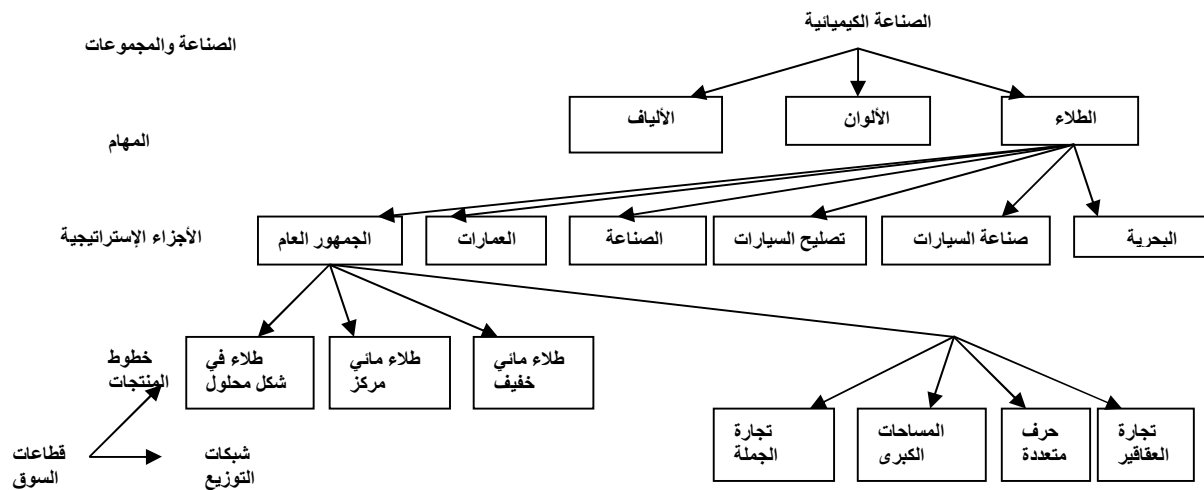 الصناعة الكيميائية
الصناعة والمجموعات
الطلاء
الألوان
الألياف
المهام
البحرية
صناعة السيارات
تصليح السيارات
الصناعة
العمارات
الجمهور العام
الأجزاء الإستراتيجية
طلاء مائي
خفيف
طلاء مائي
مركز
طلاء في
شكل محلول
خطوط
المنتجات
تجارة
العقاقير
حرف
متعددة
المساحات
الكبرى
تجارة
الجملة
شبكات
التوزيع
قطاعات
السوق